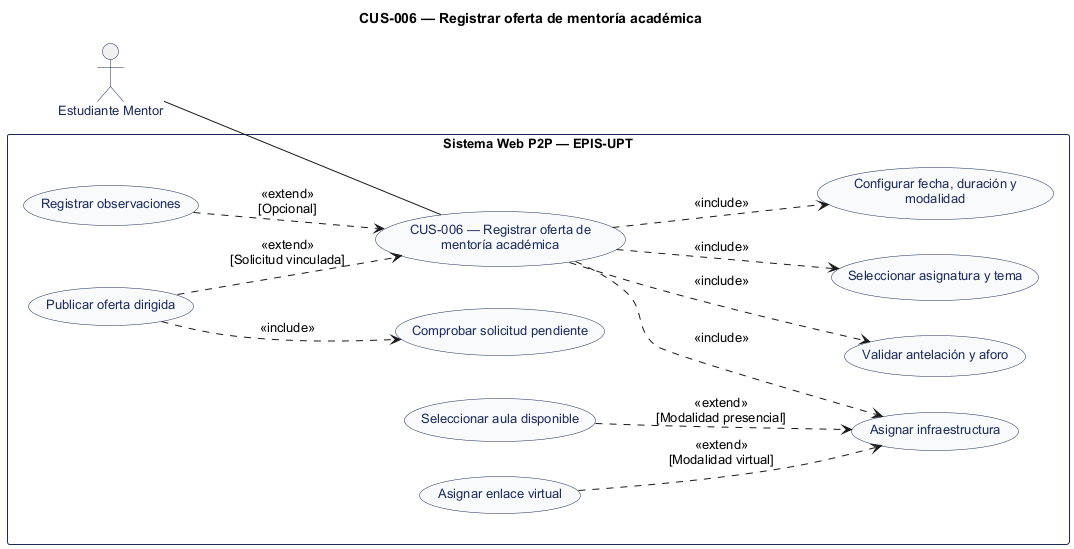 CUS-006 — Registrar oferta de mentoría académica
Estudiante Mentor
Sistema Web P2P — EPIS-UPT
Registrar observaciones
«extend»
[Opcional]
CUS-006 — Registrar oferta de
mentoría académica
«include»
Configurar fecha, duración y
modalidad
«extend»
[Solicitud vinculada]
«include»
Seleccionar asignatura y tema
Publicar oferta dirigida
«include»
«include»
Comprobar solicitud pendiente
«include»
Validar antelación y aforo
Seleccionar aula disponible
«extend»
[Modalidad presencial]
Asignar infraestructura
«extend»
[Modalidad virtual]
Asignar enlace virtual